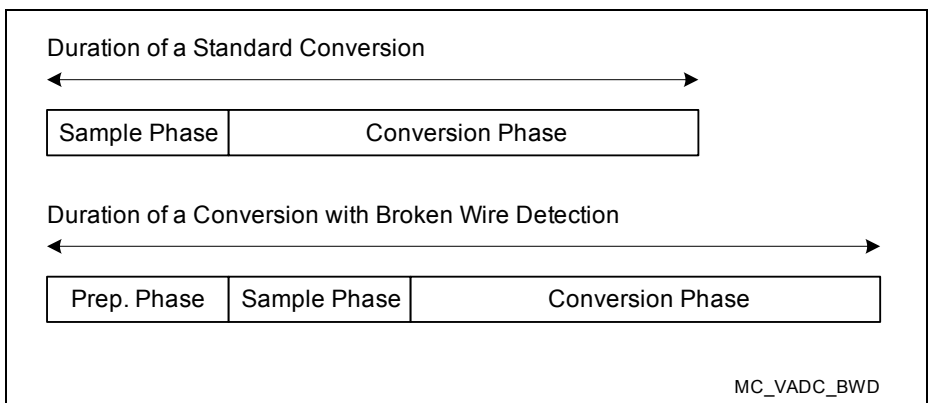 Duration of a Standard Conversion
Sample Phase Conversion Phase
Duration of a Conversion with Broken Wire Detection
Prep. Phase Sample Phase Conversion Phase
MC_VADC_BWD